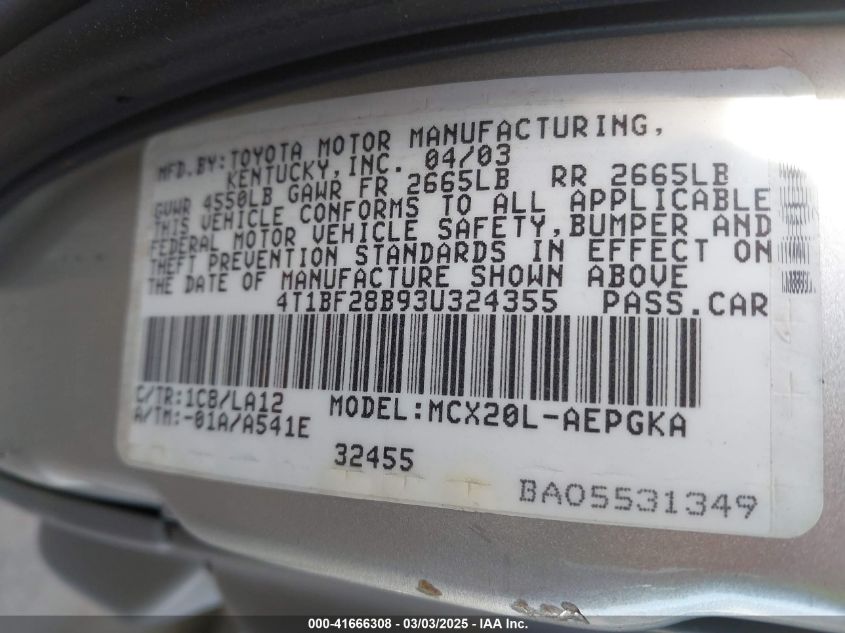 MFD.BY:TOYOTA MOTOR MANUFACTURING,
KENTUCKY,INC. 04/03
GVWR 4550LB GAWR FR 2665LB RR 2665LB
THIS VEHICLE CONFORMS TO ALL APPLICABLE
FEDERAL MOTOR VEHICLE SAFETY,BUMPER AND
THEFT PREVENTION STANDARDS IN EFFECT ON
THE DATE OF MANUFACTURE SHOWN ABOVE
4T1BF28B93U324355 PASS.CAR
C/TR:1CB/LA12 MODEL:MCX20L-AEPGKA
A/TM:-01A/A541E
32455
BA05531349
000-41666308 - 03/03/2025 - IAA Inc.